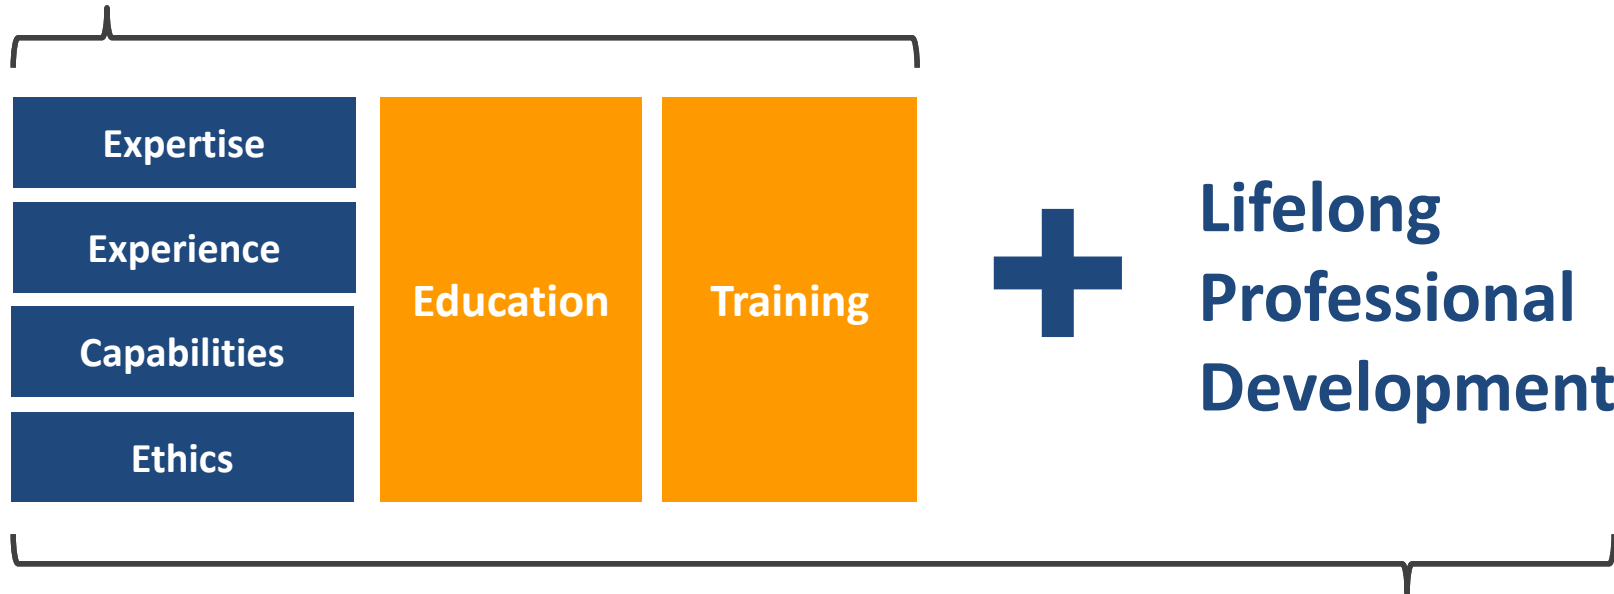 Expertise
Experience
Capabilities
Ethics
Education
Training
Lifelong
Professional
Development